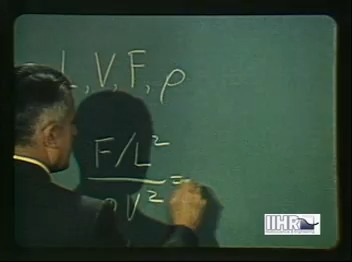 L, V, F, ρ
F/L²
ρV² =
IIHR